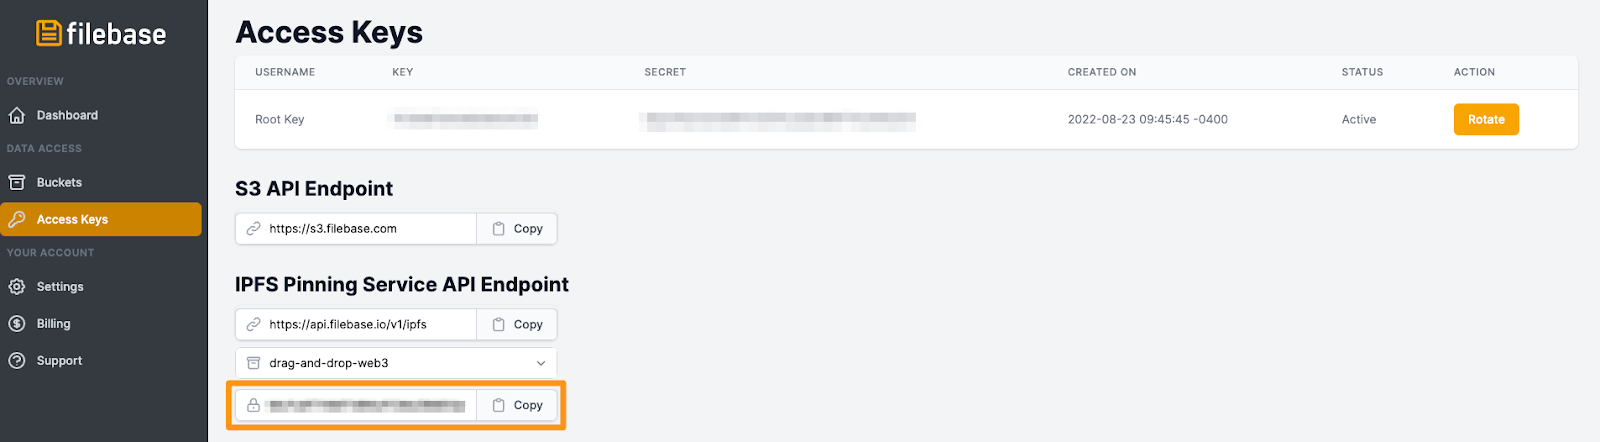 filebase
OVERVIEW
Dashboard
DATA ACCESS
Buckets
Access Keys
YOUR ACCOUNT
Settings
Billing
Support
Access Keys
USERNAME KEY SECRET CREATED ON STATUS ACTION
Root Key 2022-08-23 09:45:45 -0400 Active Rotate
S3 API Endpoint
https://s3.filebase.com Copy
IPFS Pinning Service API Endpoint
https://api.filebase.io/v1/ipfs Copy
drag-and-drop-web3
Copy